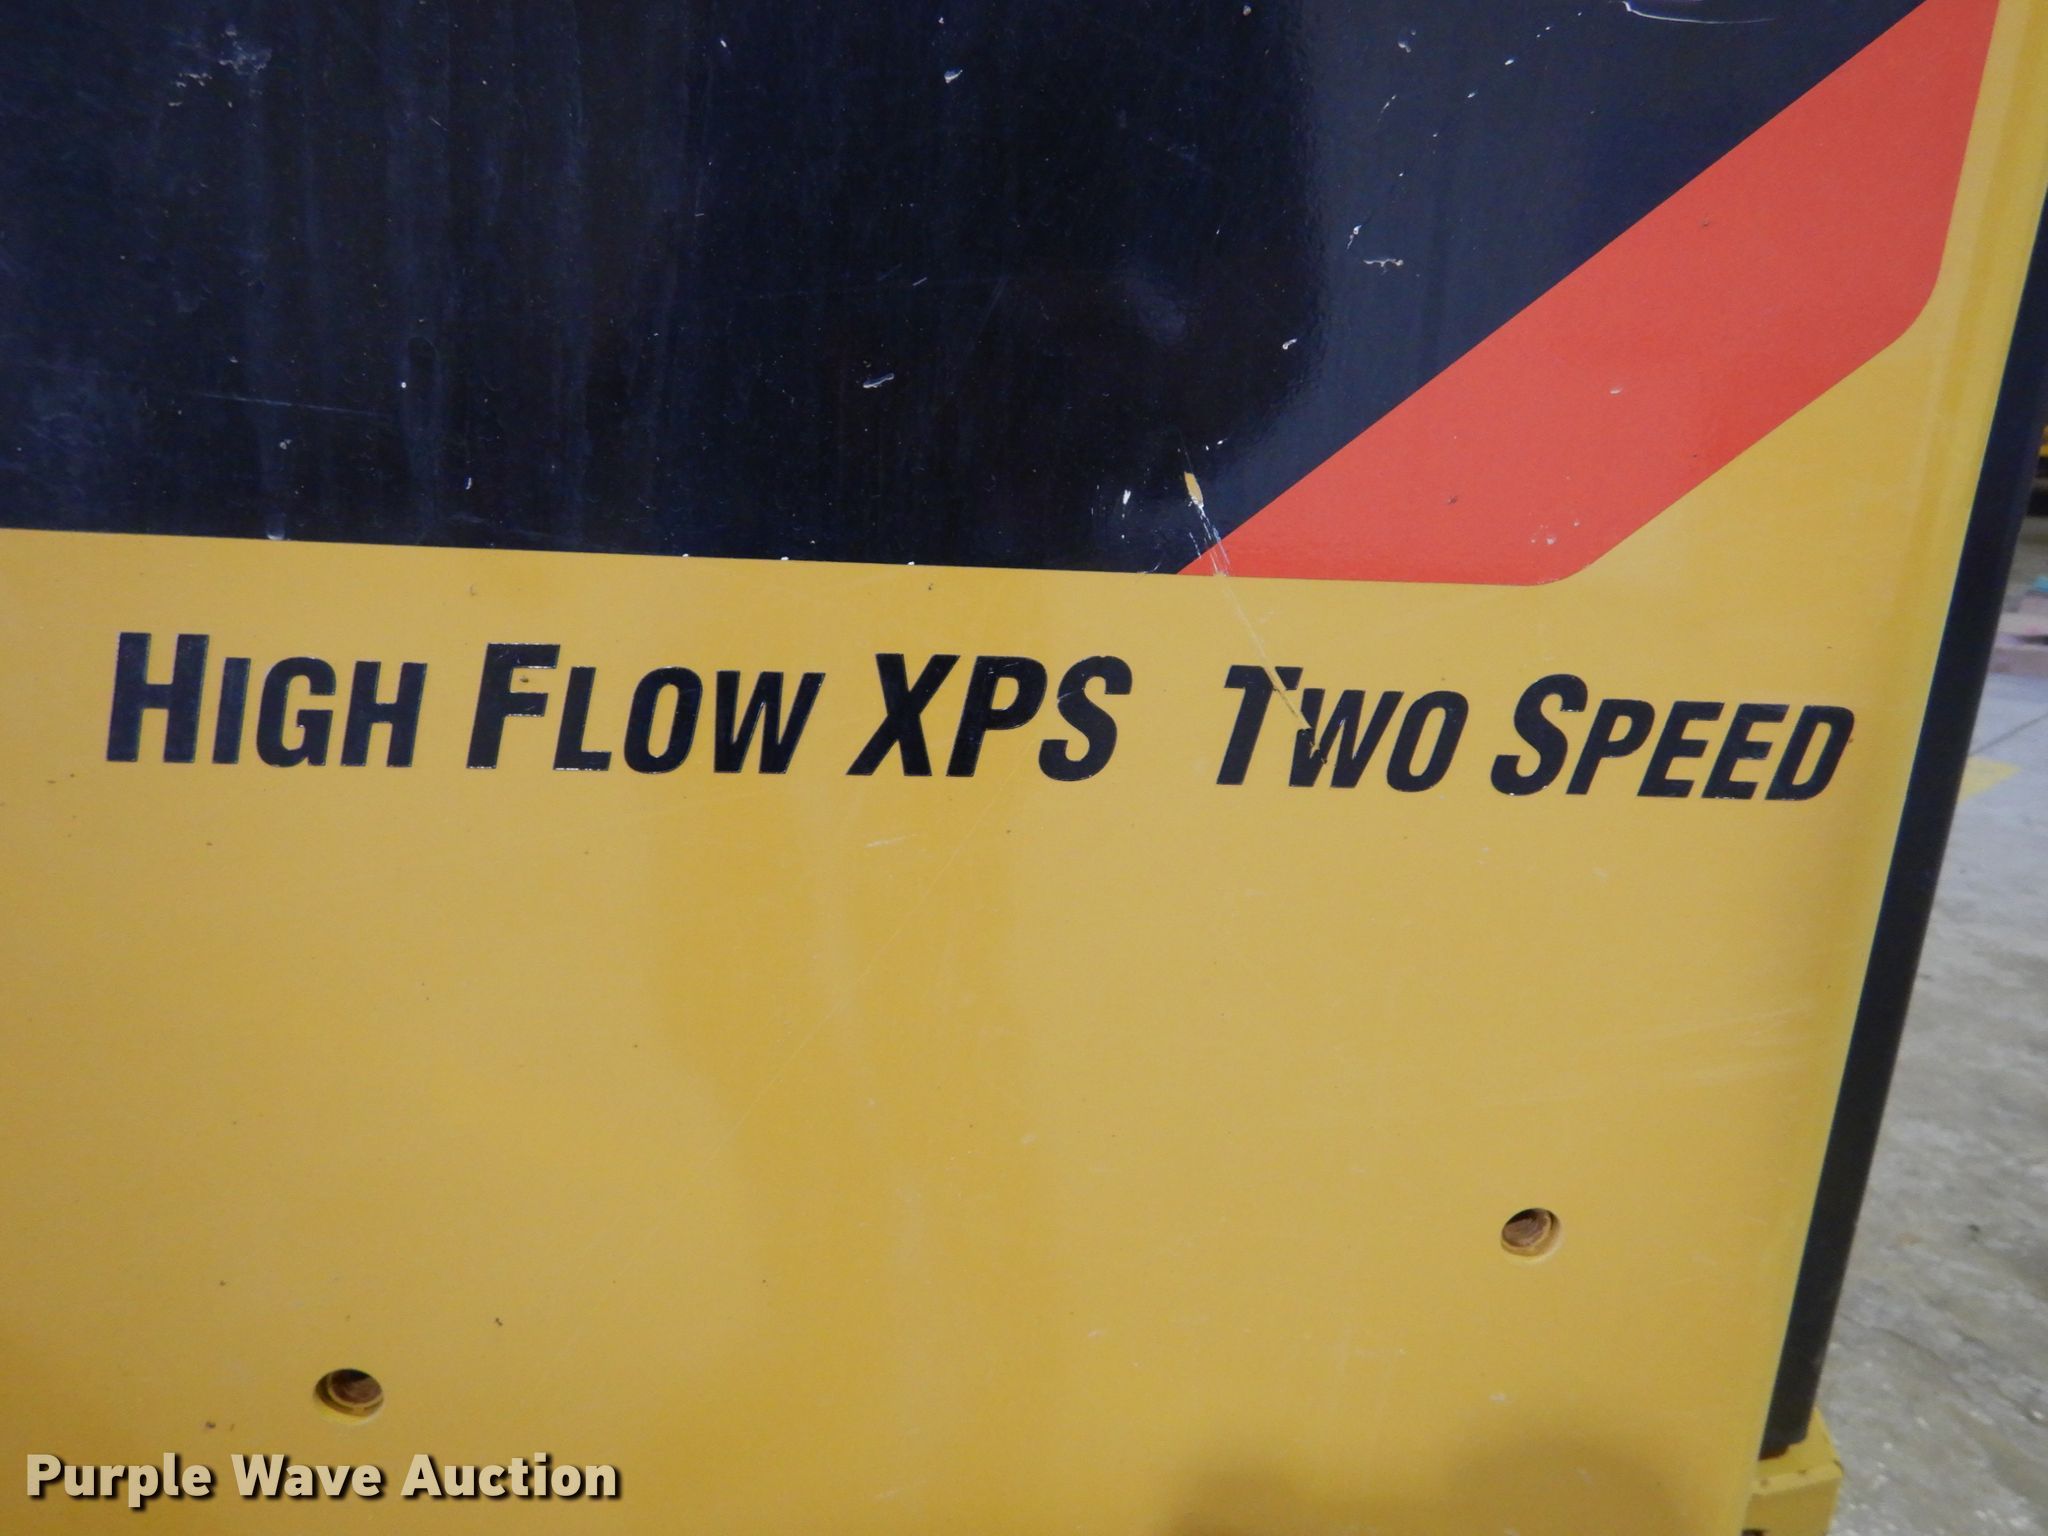 HIGH FLOW XPS TWO SPEED
Purple Wave Auction